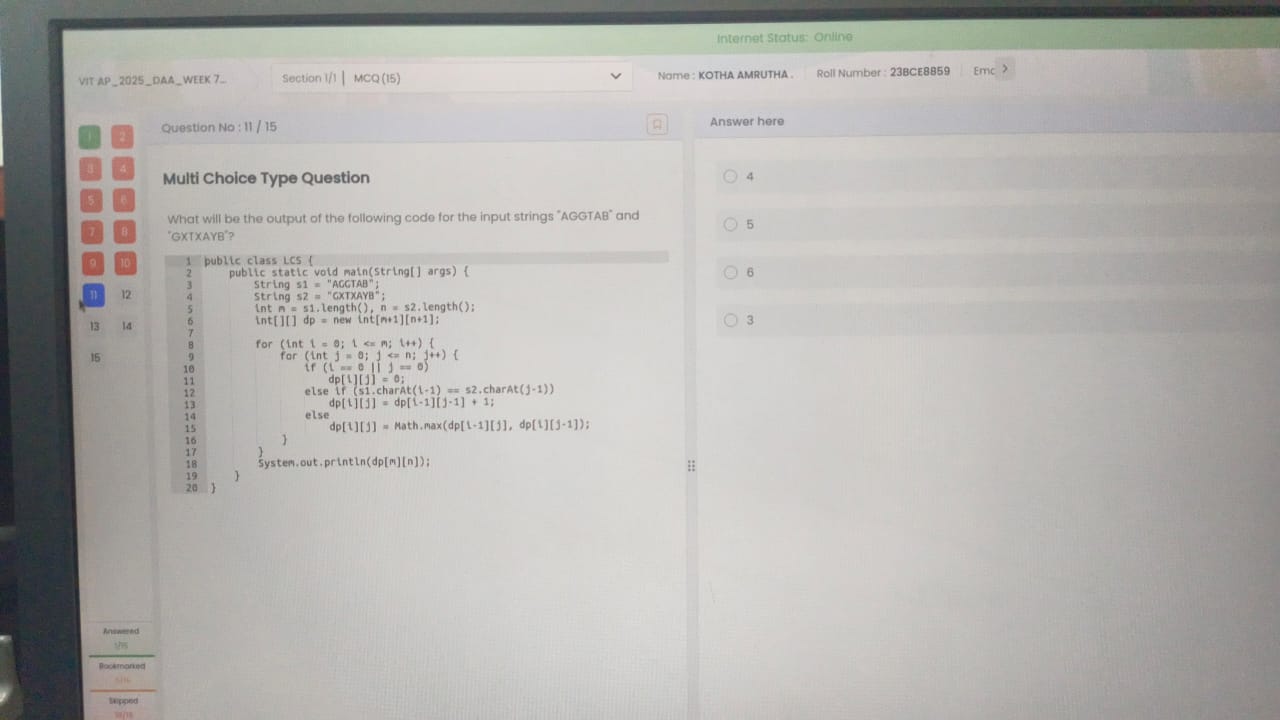 Internet Status: Online
VIT AP_2025_DAA_WEEK 7...
Section 1/1 | MCQ (15)
Name : KOTHA AMRUTHA .
Roll Number : 23BCE8859
Emc
Question No : 11 / 15
Answer here
1 2
3 4
5 6
7 8
9 10
11 12
13 14
15
Multi Choice Type Question
What will be the output of the following code for the input strings "AGGTAB" and
"GXTXAYB"?
1 public class LCS {
2 public static void main(String[] args) {
3 String s1 = "AGGTAB";
4 String s2 = "GXTXAYB";
5 int m = s1.length(), n = s2.length();
6 int[][] dp = new int[m+1][n+1];
7
8 for (int i = 0; i <= m; i++) {
9 for (int j = 0; j <= n; j++) {
10 if (i == 0 || j == 0)
11 dp[i][j] = 0;
12 else if (s1.charAt(i-1) == s2.charAt(j-1))
13 dp[i][j] = dp[i-1][j-1] + 1;
14 else
15 dp[i][j] = Math.max(dp[i-1][j], dp[i][j-1]);
16 }
17 }
18 System.out.println(dp[m][n]);
19 }
20 }
4
5
6
3
Answered
1/15
Bookmarked
Skipped